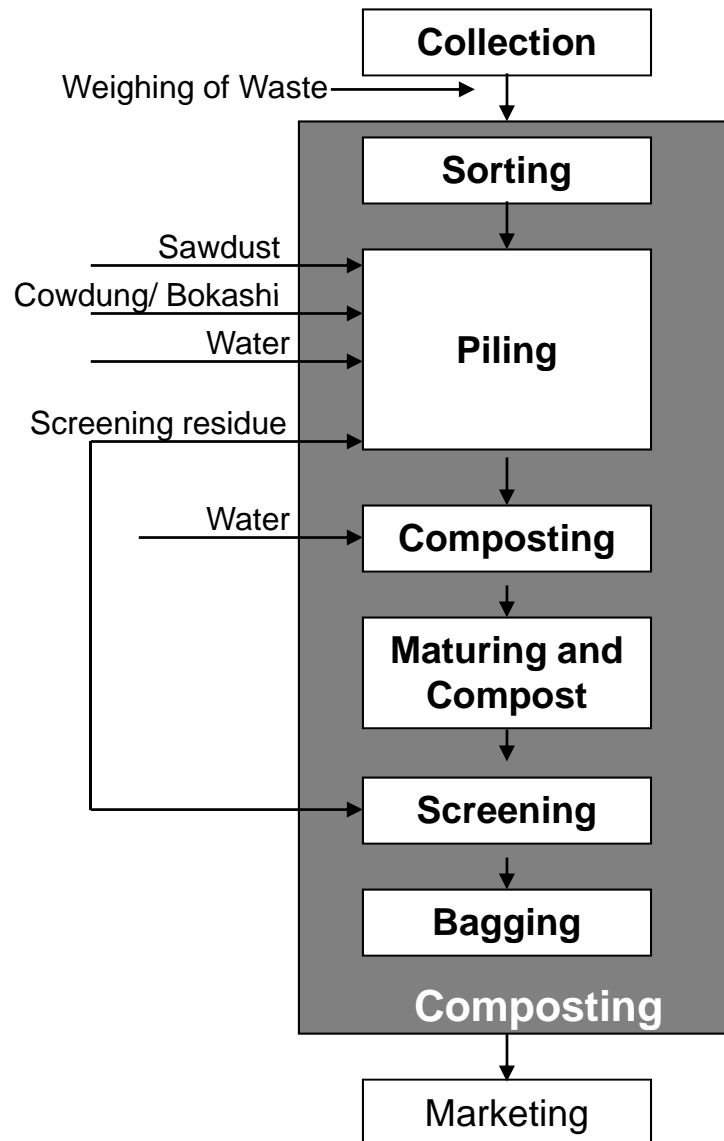 Collection
Weighing of Waste
Sorting
Sawdust
Cowdung/ Bokashi
Water
Piling
Screening residue
Water
Composting
Maturing and
Compost
Screening
Bagging
Composting
Marketing